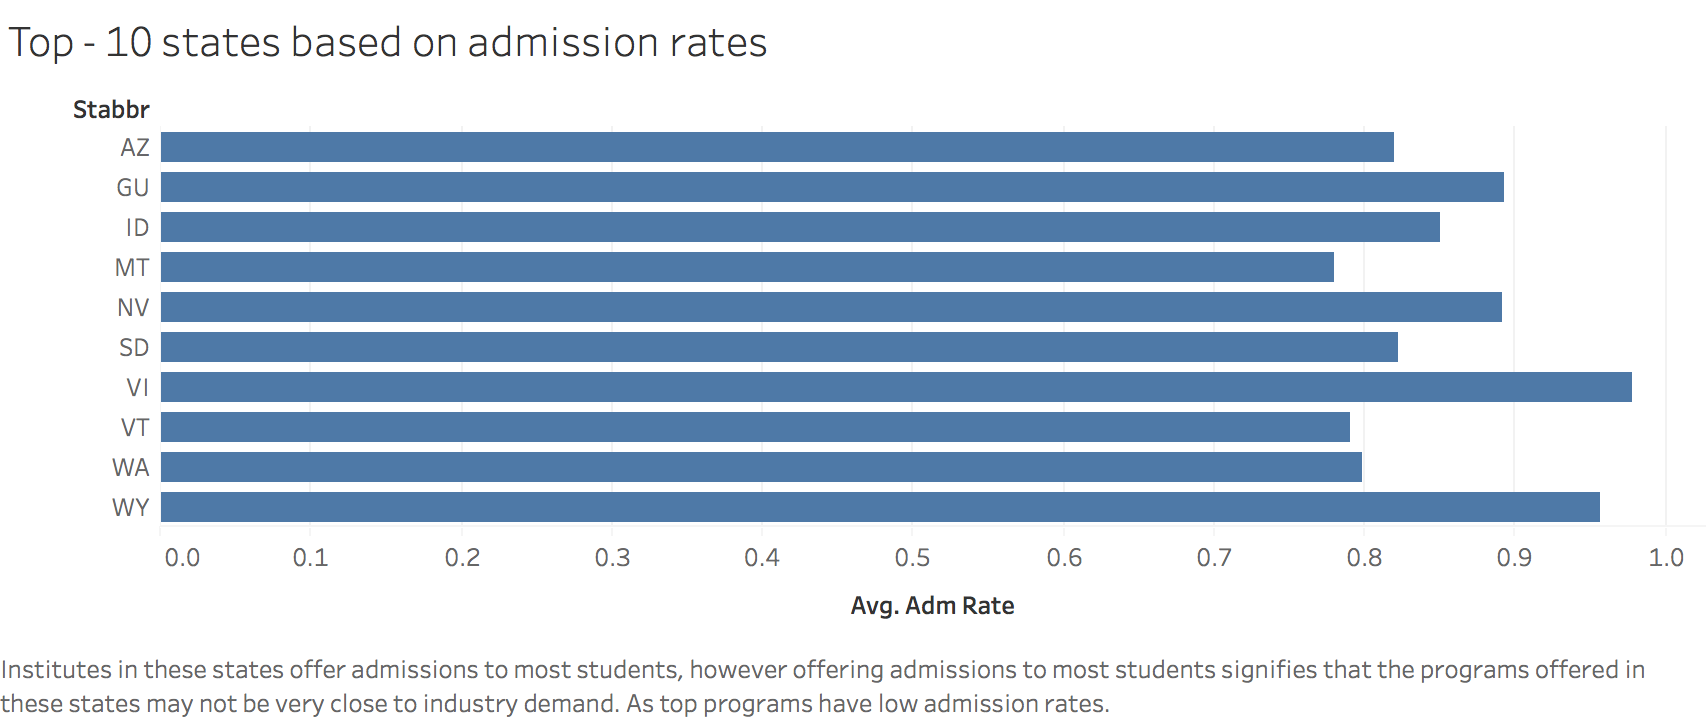 Top - 10 states based on admission rates
Stabbr
AZ
GU
ID
MT
NV
SD
VI
VT
WA
WY
0.0 0.1 0.2 0.3 0.4 0.5 0.6 0.7 0.8 0.9 1.0
Avg. Adm Rate
Institutes in these states offer admissions to most students, however offering admissions to most students signifies that the programs offered in
these states may not be very close to industry demand. As top programs have low admission rates.